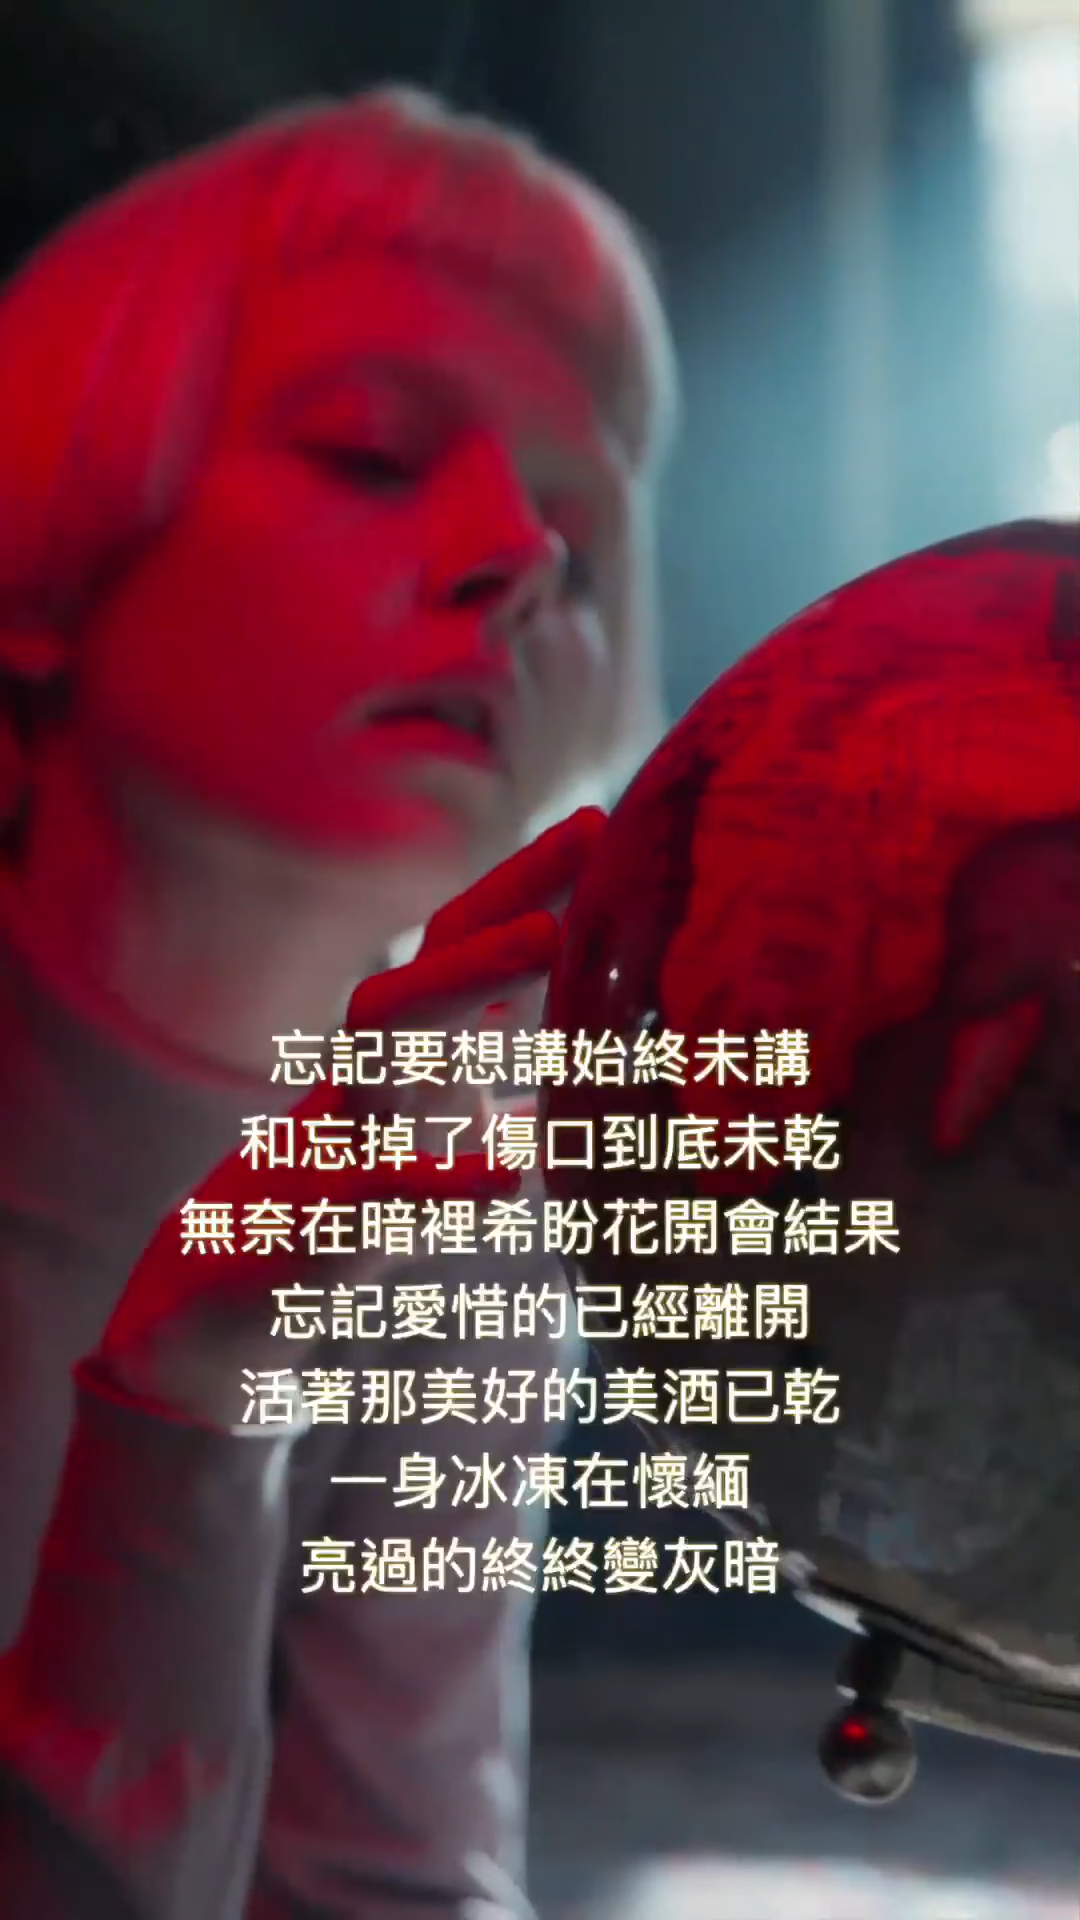 忘記要想講始終未講
和忘掉了傷口到底未乾
無奈在暗裡希盼花開會結果
忘記愛惜的已經離開
活著那美好的美酒已乾
一身冰凍在懷緬
亮過的終終變灰暗